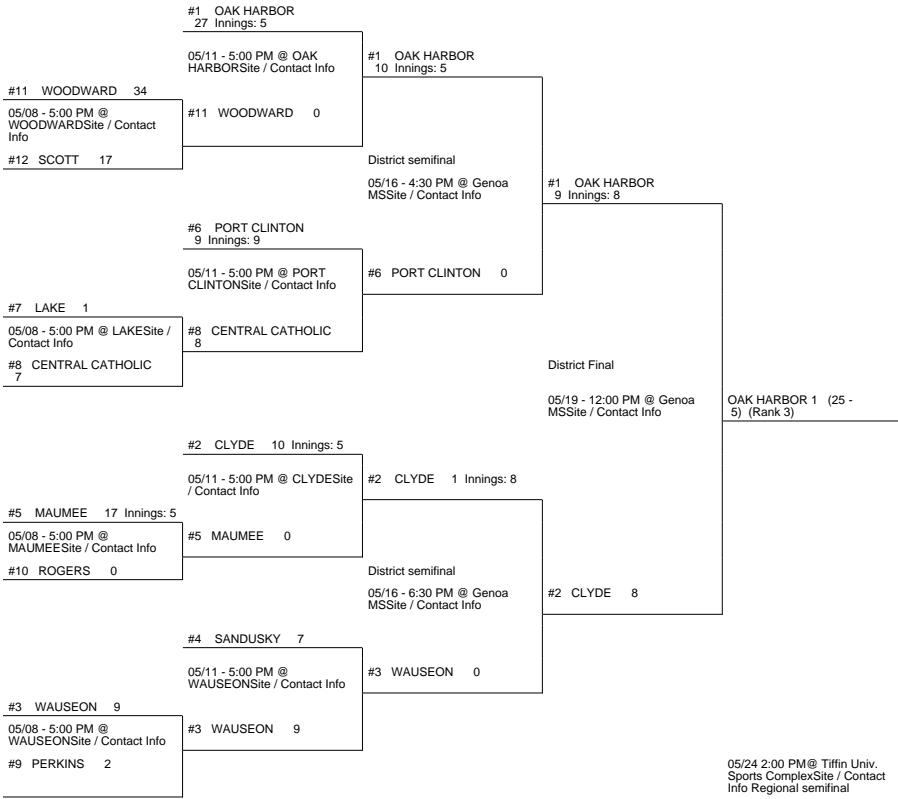 #1 OAK HARBOR
27 Innings: 5
05/11 - 5:00 PM @ OAK
HARBORSite / Contact Info
#1 OAK HARBOR
10 Innings: 5
#11 WOODWARD 34
05/08 - 5:00 PM @
WOODWARDSite / Contact
Info
#12 SCOTT 17
#11 WOODWARD 0
District semifinal
05/16 - 4:30 PM @ Genoa
MSSite / Contact Info
#1 OAK HARBOR
9 Innings: 8
#6 PORT CLINTON
9 Innings: 9
05/11 - 5:00 PM @ PORT
CLINTONSite / Contact Info
#6 PORT CLINTON 0
#7 LAKE 1
05/08 - 5:00 PM @ LAKESite /
Contact Info
#8 CENTRAL CATHOLIC
7
#8 CENTRAL CATHOLIC
8
District Final
05/19 - 12:00 PM @ Genoa
MSSite / Contact Info
OAK HARBOR 1 (25 -
5) (Rank 3)
#2 CLYDE 10 Innings: 5
05/11 - 5:00 PM @ CLYDESite
/ Contact Info
#2 CLYDE 1 Innings: 8
#5 MAUMEE 17 Innings: 5
05/08 - 5:00 PM @
MAUMEESite / Contact Info
#10 ROGERS 0
#5 MAUMEE 0
District semifinal
05/16 - 6:30 PM @ Genoa
MSSite / Contact Info
#2 CLYDE 8
#4 SANDUSKY 7
05/11 - 5:00 PM @
WAUSEONSite / Contact Info
#3 WAUSEON 0
#3 WAUSEON 9
05/08 - 5:00 PM @
WAUSEONSite / Contact Info
#9 PERKINS 2
#3 WAUSEON 9
05/24 2:00 PM@ Tiffin Univ.
Sports ComplexSite / Contact
Info Regional semifinal